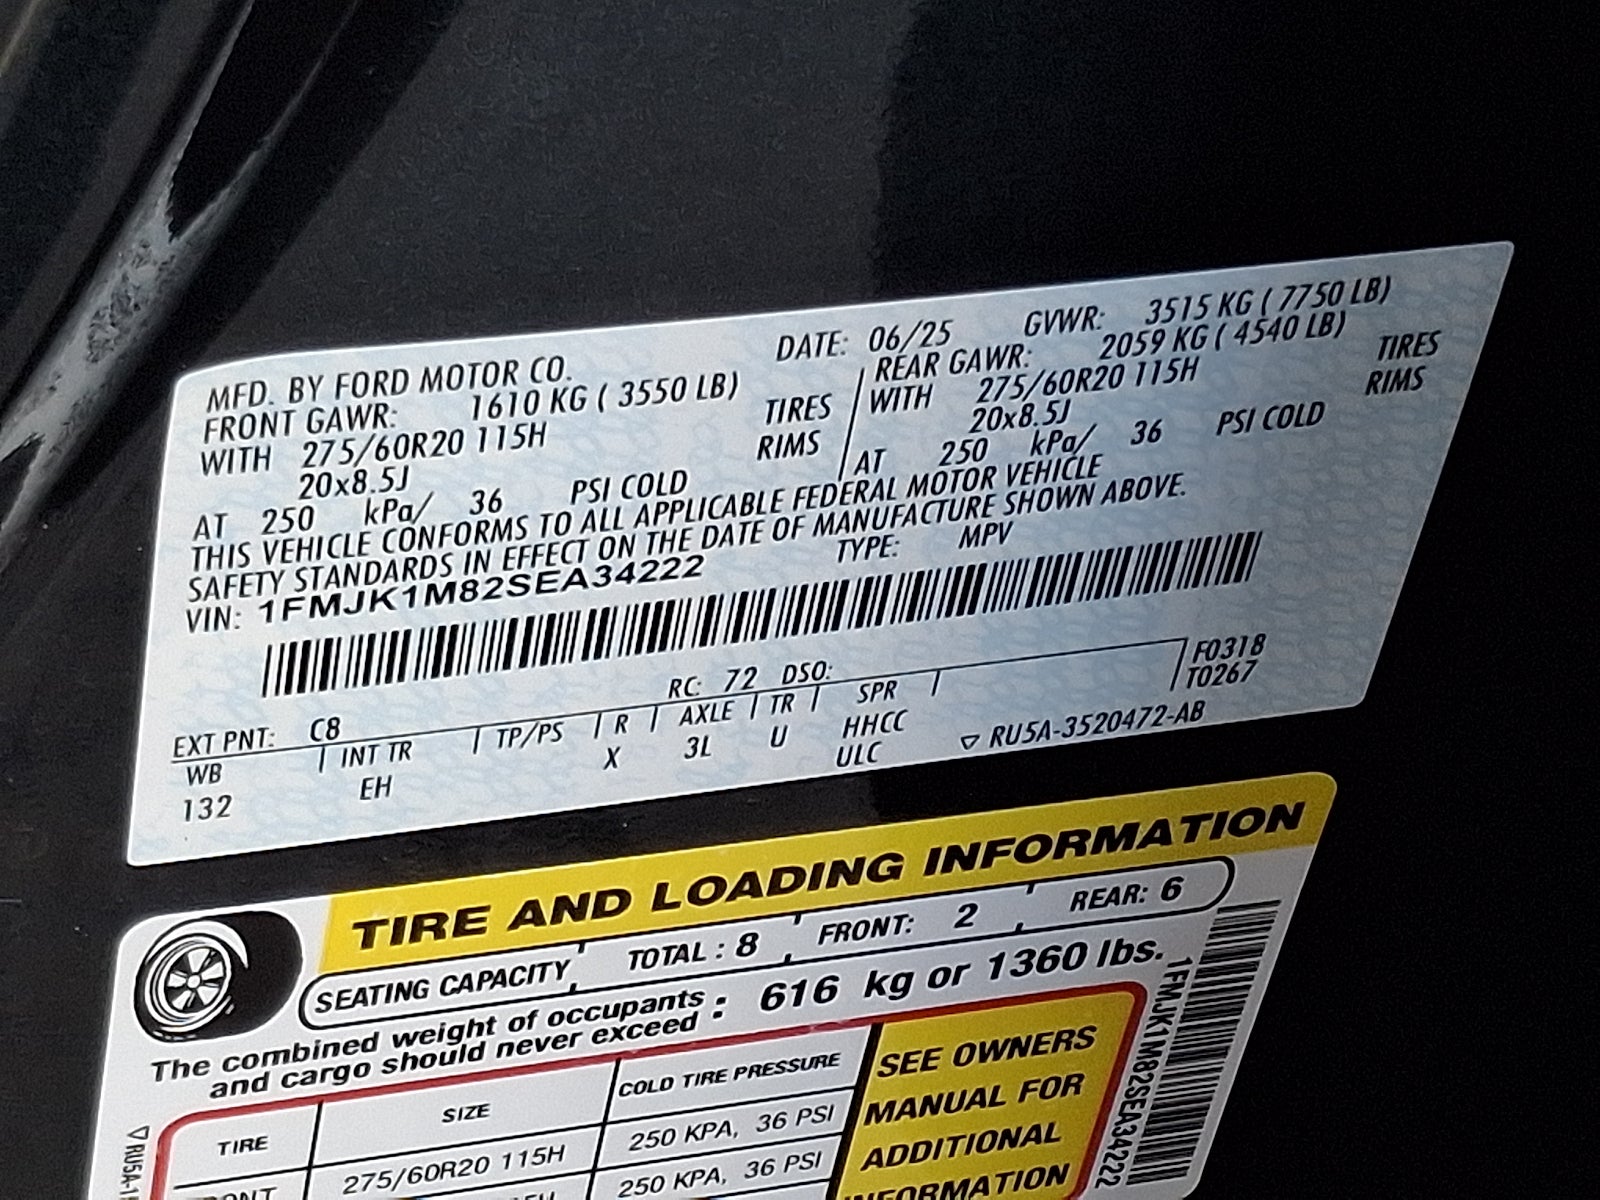 MFD. BY FORD MOTOR CO. DATE: 06/25 GVWR: 3515 KG ( 7750 LB)
FRONT GAWR: 1610 KG ( 3550 LB) REAR GAWR: 2059 KG ( 4540 LB)
WITH 275/60R20 115H TIRES WITH 275/60R20 115H TIRES
20x8.5J RIMS 20x8.5J RIMS
AT 250 kPa/ 36 PSI COLD AT 250 kPa/ 36 PSI COLD
THIS VEHICLE CONFORMS TO ALL APPLICABLE FEDERAL MOTOR VEHICLE
SAFETY STANDARDS IN EFFECT ON THE DATE OF MANUFACTURE SHOWN ABOVE.
VIN: 1FMJK1M82SEA34222 TYPE: MPV
F0318
T0267
EXT PNT: C8 RC: 72 DSO:
WB INT TR TP/PS R AXLE TR SPR
132 EH X 3L U HHCC
ULC
▽ RU5A-3520472-AB
TIRE AND LOADING INFORMATION
SEATING CAPACITY TOTAL : 8 FRONT: 2 REAR: 6
The combined weight of occupants
and cargo should never exceed : 616 kg or 1360 lbs.
TIRE SIZE COLD TIRE PRESSURE
275/60R20 115H 250 KPA, 36 PSI
250 KPA, 36 PSI
SEE OWNERS
MANUAL FOR
ADDITIONAL
INFORMATION
1FMJK1M82SEA34222